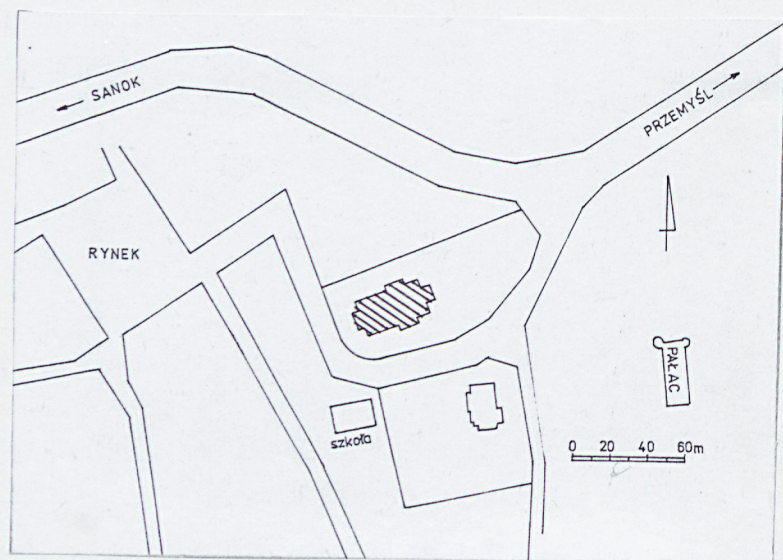 ← SANOK
PRZEMYŚL →
RYNEK
PAŁAC
szkoła
0 20 40 60m